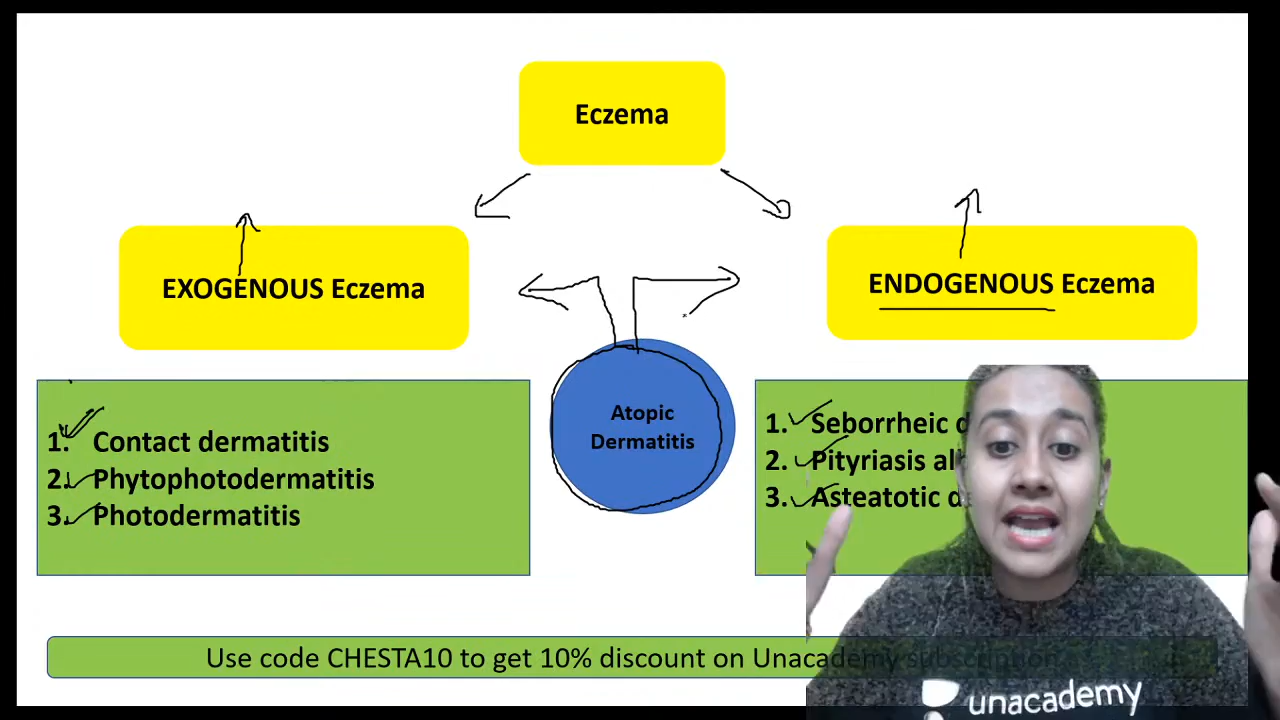 Eczema
EXOGENOUS Eczema
ENDOGENOUS Eczema
Atopic
Dermatitis
1. Contact dermatitis
2. Phytophotodermatitis
3. Photodermatitis
1. Seborrheic d
2. Pityriasis al
3. Asteatotic d
Use code CHESTA10 to get 10% discount on Unacademy subscription
unacademy